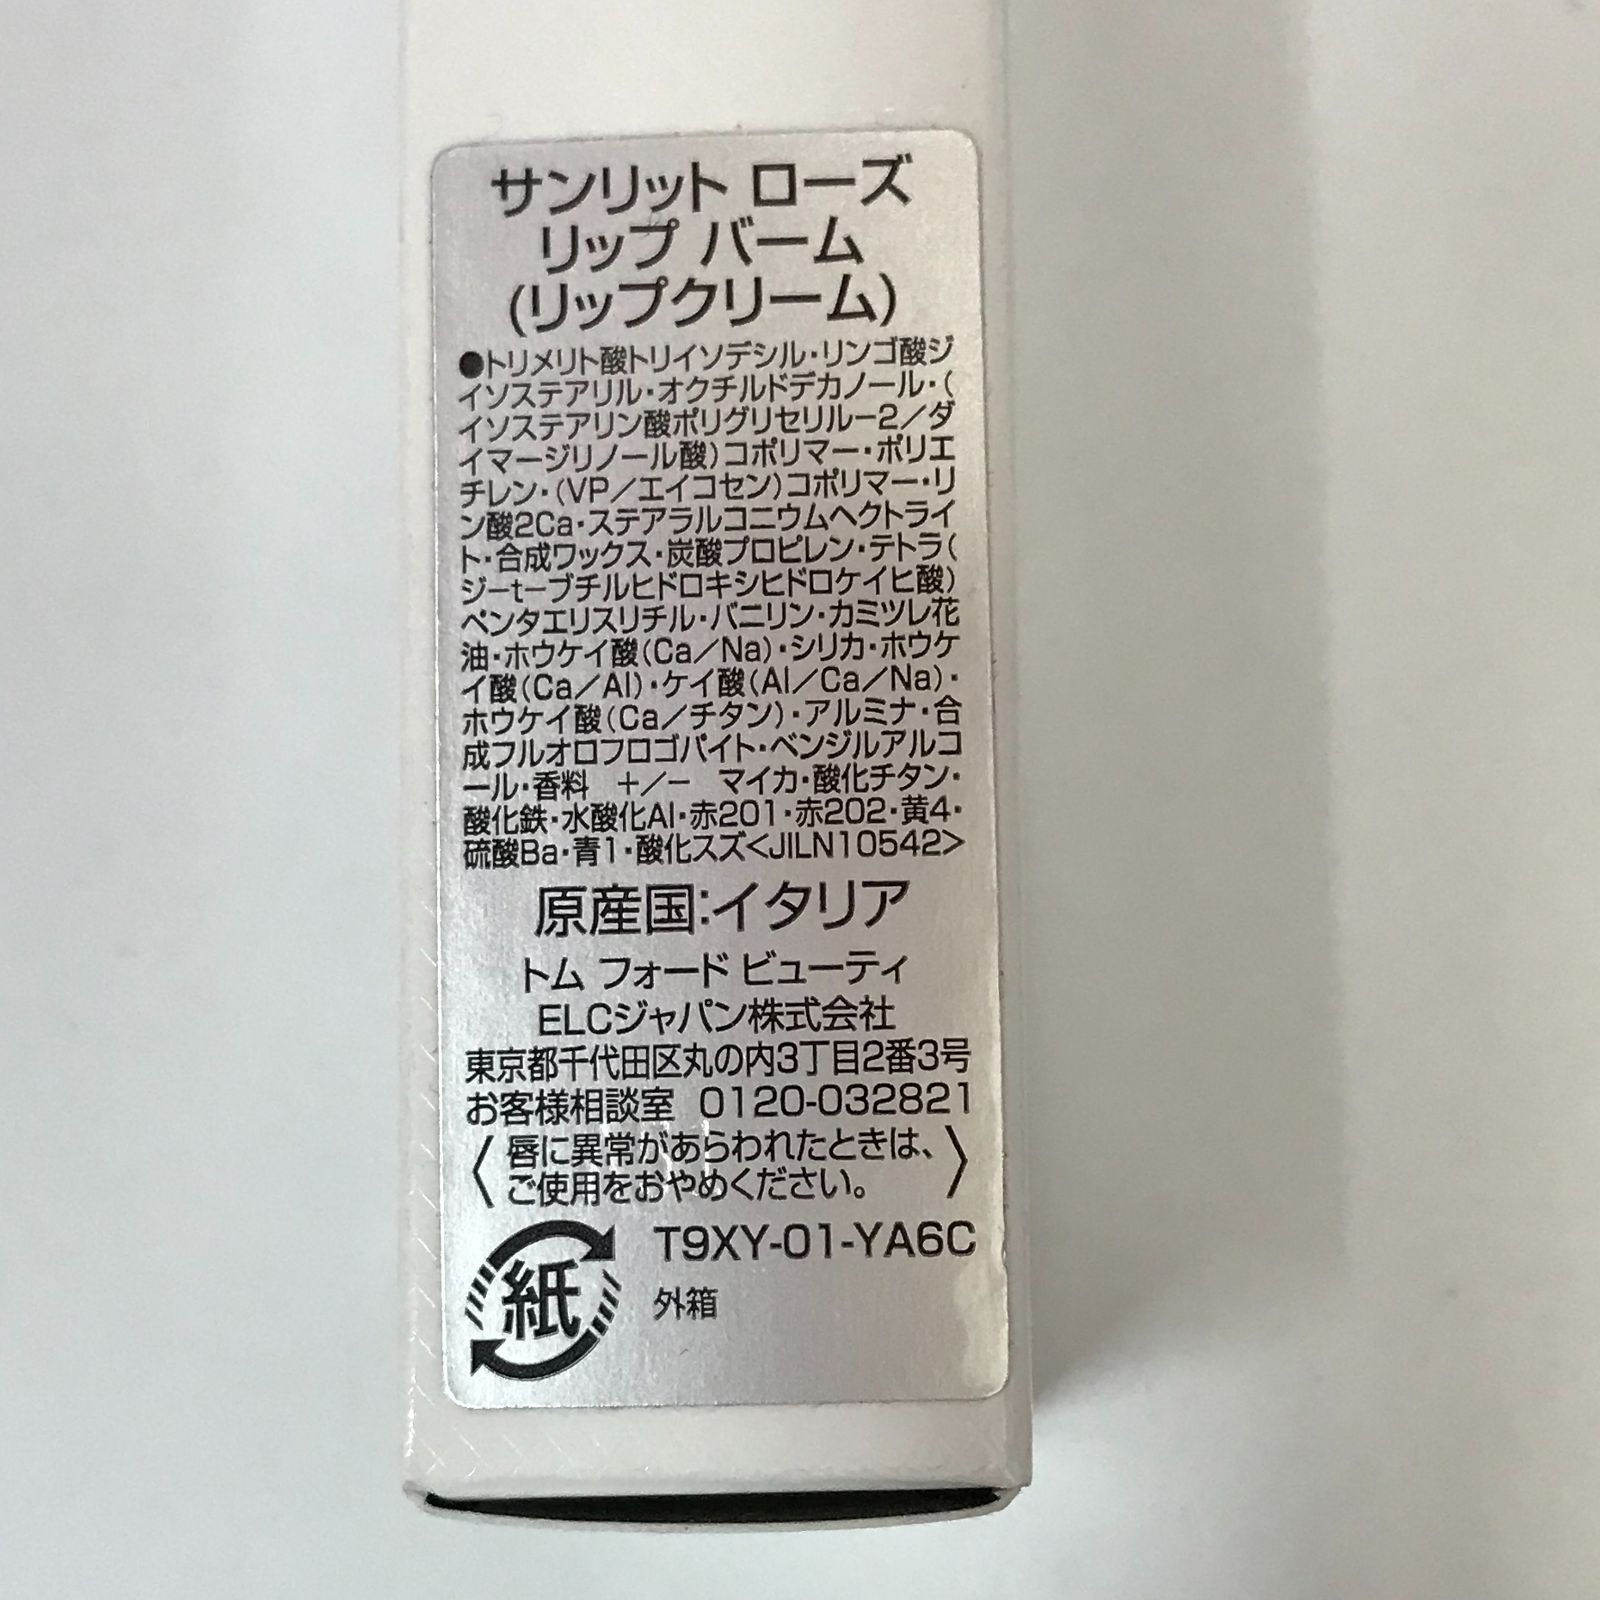 サンリット ローズ
リップ バーム
(リップクリーム)
●トリメリト酸トリイソデシル・リンゴ酸ジ
イソステアリル・オクチルドデカノール・(
イソステアリン酸ポリグリセリル－2／ダ
イマージリノール酸)コポリマー・ポリエ
チレン・(VP／エイコセン)コポリマー・リ
ン酸2Ca・ステアラルコニウムヘクトライ
ト・合成ワックス・炭酸プロピレン・テトラ(
ジ－t－ブチルヒドロキシヒドロケイヒ酸)
ペンタエリスリチル・バニリン・カミツレ花
油・ホウケイ酸(Ca／Na)・シリカ・ホウケ
イ酸(Ca／Al)・ケイ酸(Al／Ca／Na)・
ホウケイ酸(Ca／チタン)・アルミナ・合
成フルオロフロゴパイト・ベンジルアルコ
ール・香料　＋／－　マイカ・酸化チタン・
酸化鉄・水酸化Al・赤201・赤202・黄4・
硫酸Ba・青1・酸化スズ<JILN10542>
原産国:イタリア
トム フォード ビューティ
ELCジャパン株式会社
東京都千代田区丸の内3丁目2番3号
お客様相談室 0120-032821
〈唇に異常があらわれたときは、
ご使用をおやめください。〉
T9XY-01-YA6C
紙
外箱